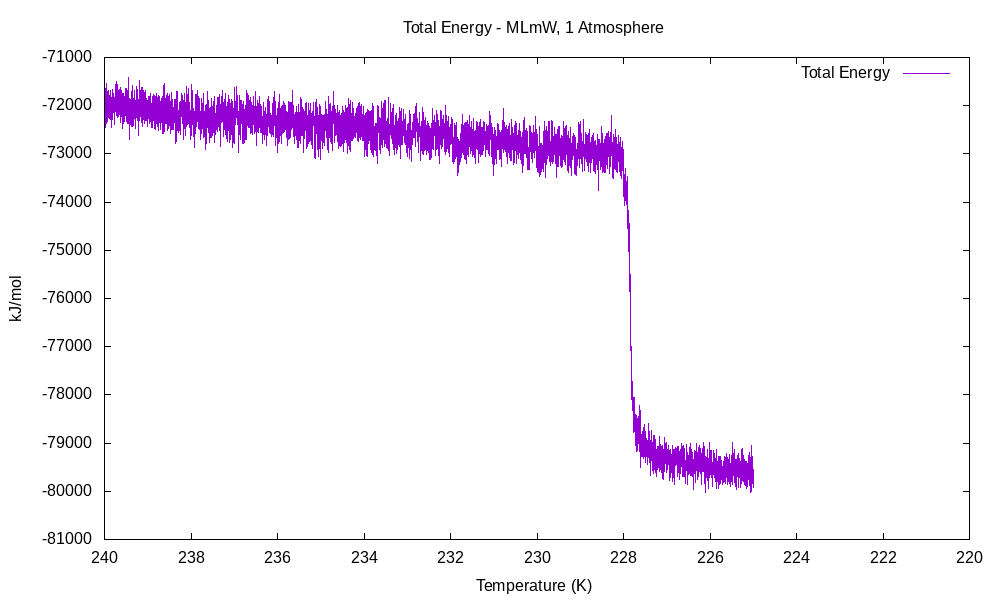 Total Energy - MLmW, 1 Atmosphere
Total Energy
kJ/mol
-71000
-72000
-73000
-74000
-75000
-76000
-77000
-78000
-79000
-80000
-81000
240 238 236 234 232 230 228 226 224 222 220
Temperature (K)